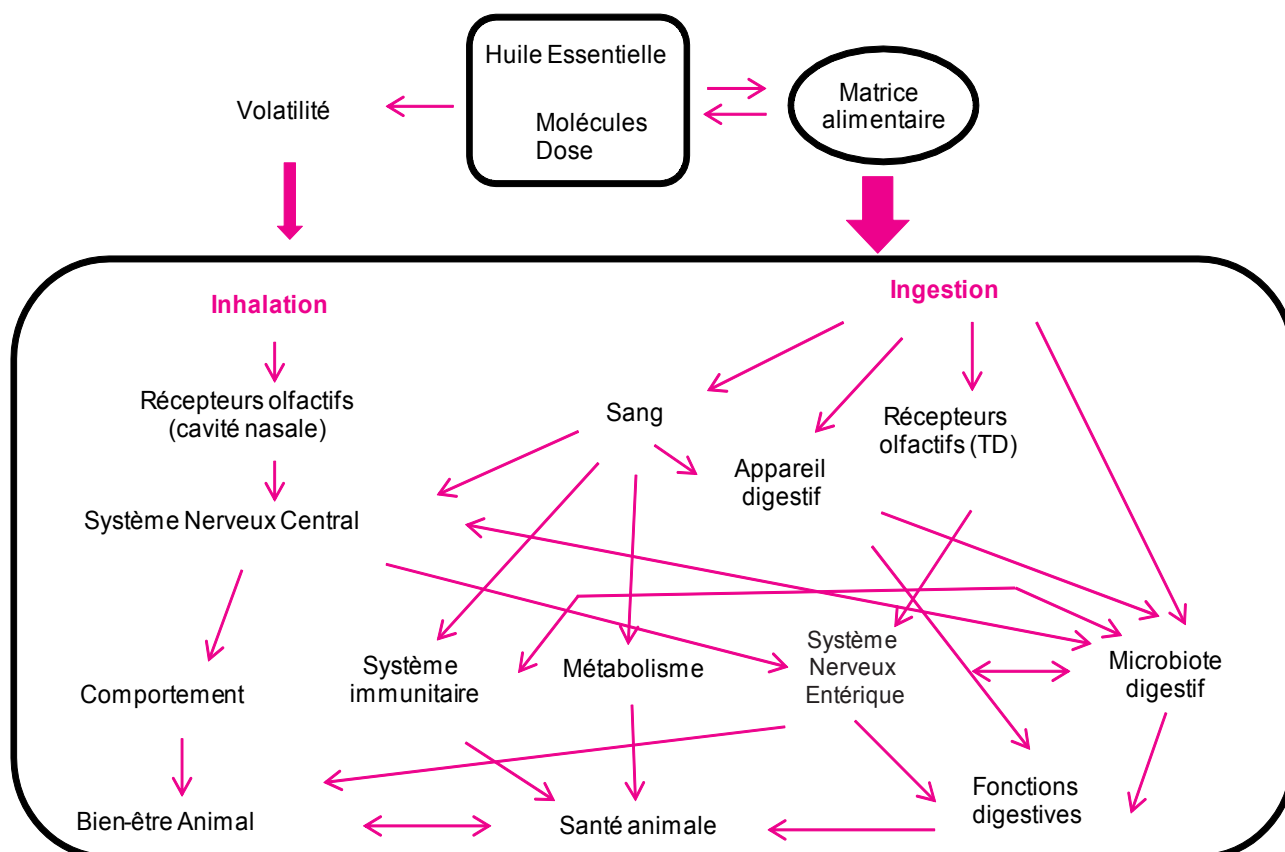 Huile Essentielle
Molécules
Dose
Volatilité
Matrice
alimentaire
Inhalation
Ingestion
Récepteurs olfactifs
(cavité nasale)
Sang
Récepteurs
olfactifs (TD)
Appareil
digestif
Système Nerveux Central
Système
immunitaire
Métabolisme
Système
Nerveux
Entérique
Microbiote
digestif
Comportement
Fonctions
digestives
Bien-être Animal
Santé animale